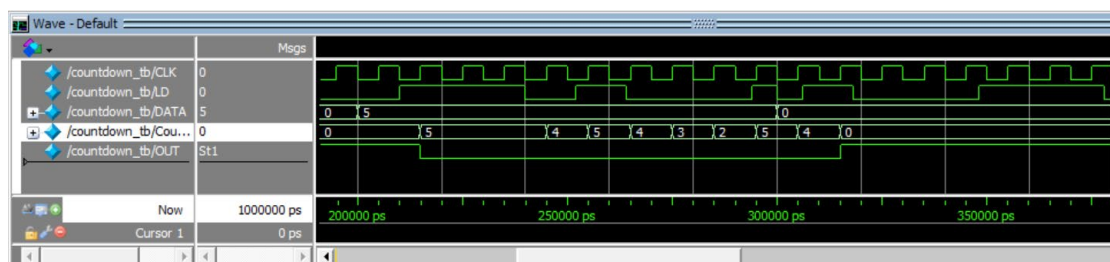 Wave - Default
Msgs
/countdown_tb/CLK 0
/countdown_tb/LD 0
/countdown_tb/DATA 5 0 5 0
/countdown_tb/Cou... 0 0 5 4 5 4 3 2 5 4 0
/countdown_tb/OUT St1
Now 1000000 ps 200000 ps 250000 ps 300000 ps 350000 ps
Cursor 1 0 ps